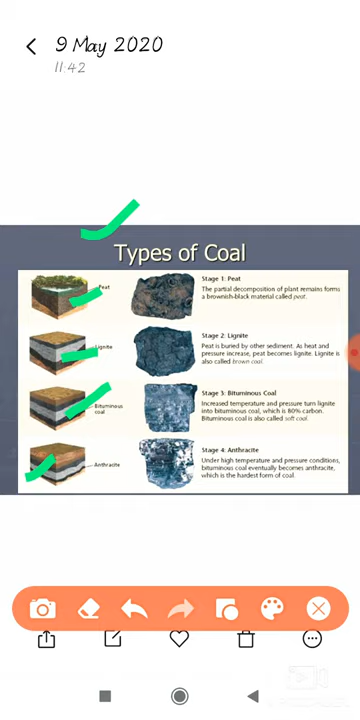 9 May 2020
11:42
Types of Coal
Peat
Stage 1: Peat
The partial decomposition of plant remains forms
a brownish-black material called peat.
Lignite
Stage 2: Lignite
Peat is buried by other sediment. As heat and
pressure increase, peat becomes lignite. Lignite is
also called brown coal.
Bituminous
coal
Stage 3: Bituminous Coal
Increased temperature and pressure turn lignite
into bituminous coal, which is 80% carbon.
Bituminous coal is also called soft coal.
Anthracite
Stage 4: Anthracite
Under high temperature and pressure conditions,
bituminous coal eventually becomes anthracite,
which is the hardest form of coal.